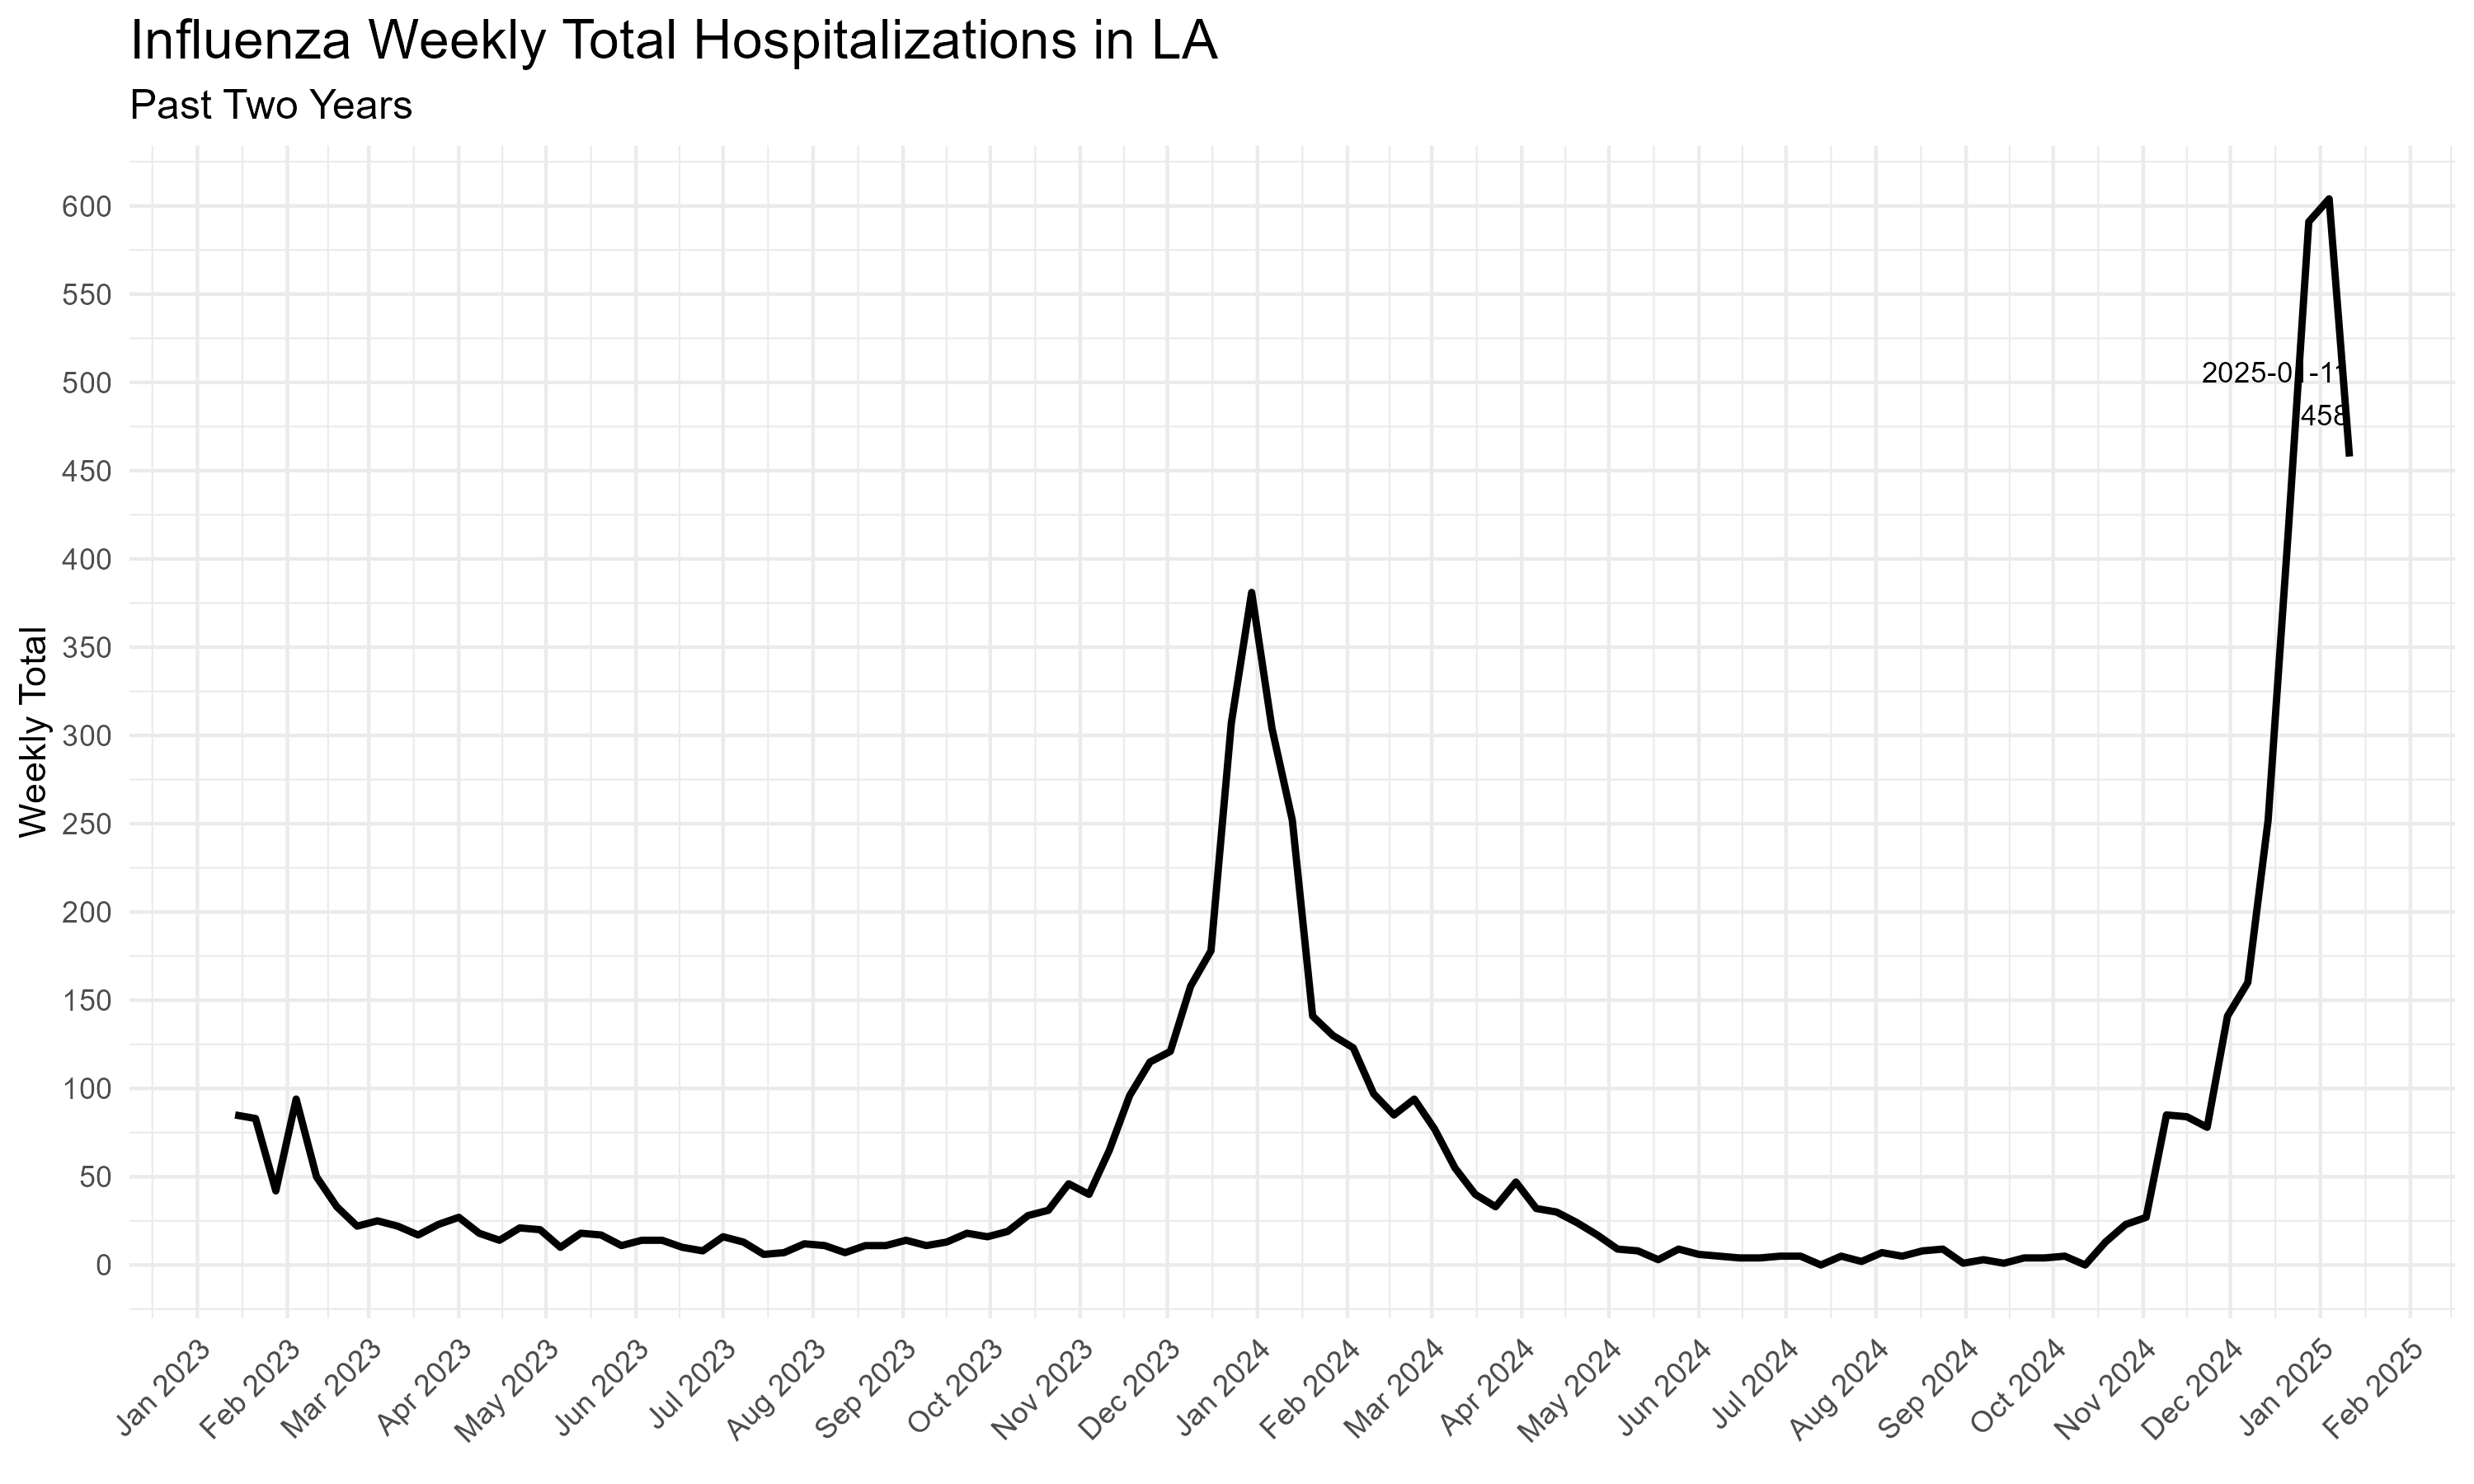 Influenza Weekly Total Hospitalizations in LA
Past Two Years
Weekly Total
600
550
500
450
400
350
300
250
200
150
100
50
0
2025-01-11
458
Jan 2023
Feb 2023
Mar 2023
Apr 2023
May 2023
Jun 2023
Jul 2023
Aug 2023
Sep 2023
Oct 2023
Nov 2023
Dec 2023
Jan 2024
Feb 2024
Mar 2024
Apr 2024
May 2024
Jun 2024
Jul 2024
Aug 2024
Sep 2024
Oct 2024
Nov 2024
Dec 2024
Jan 2025
Feb 2025